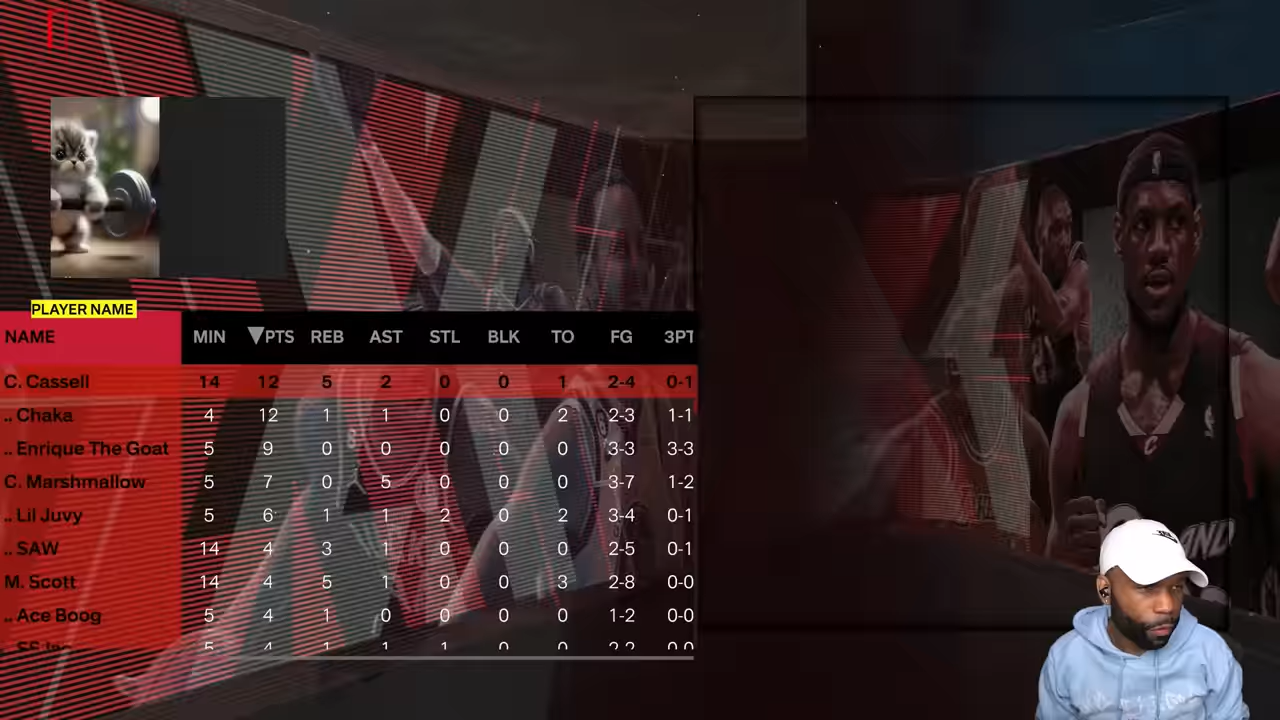 PLAYER NAME
NAME MIN ▼PTS REB AST STL BLK TO FG 3PT
C. Cassell 14 12 5 2 0 0 1 2-4 0-1
.. Chaka 4 12 1 1 0 0 2 2-3 1-1
.. Enrique The Goat 5 9 0 0 0 0 0 3-3 3-3
C. Marshmallow 5 7 0 5 0 0 0 3-7 1-2
.. Lil Juvy 5 6 1 1 2 0 2 3-4 0-1
.. SAW 14 4 3 1 0 0 0 2-5 0-1
M. Scott 14 4 5 1 0 0 3 2-8 0-0
.. Ace Boog 5 4 1 0 0 0 0 1-2 0-0